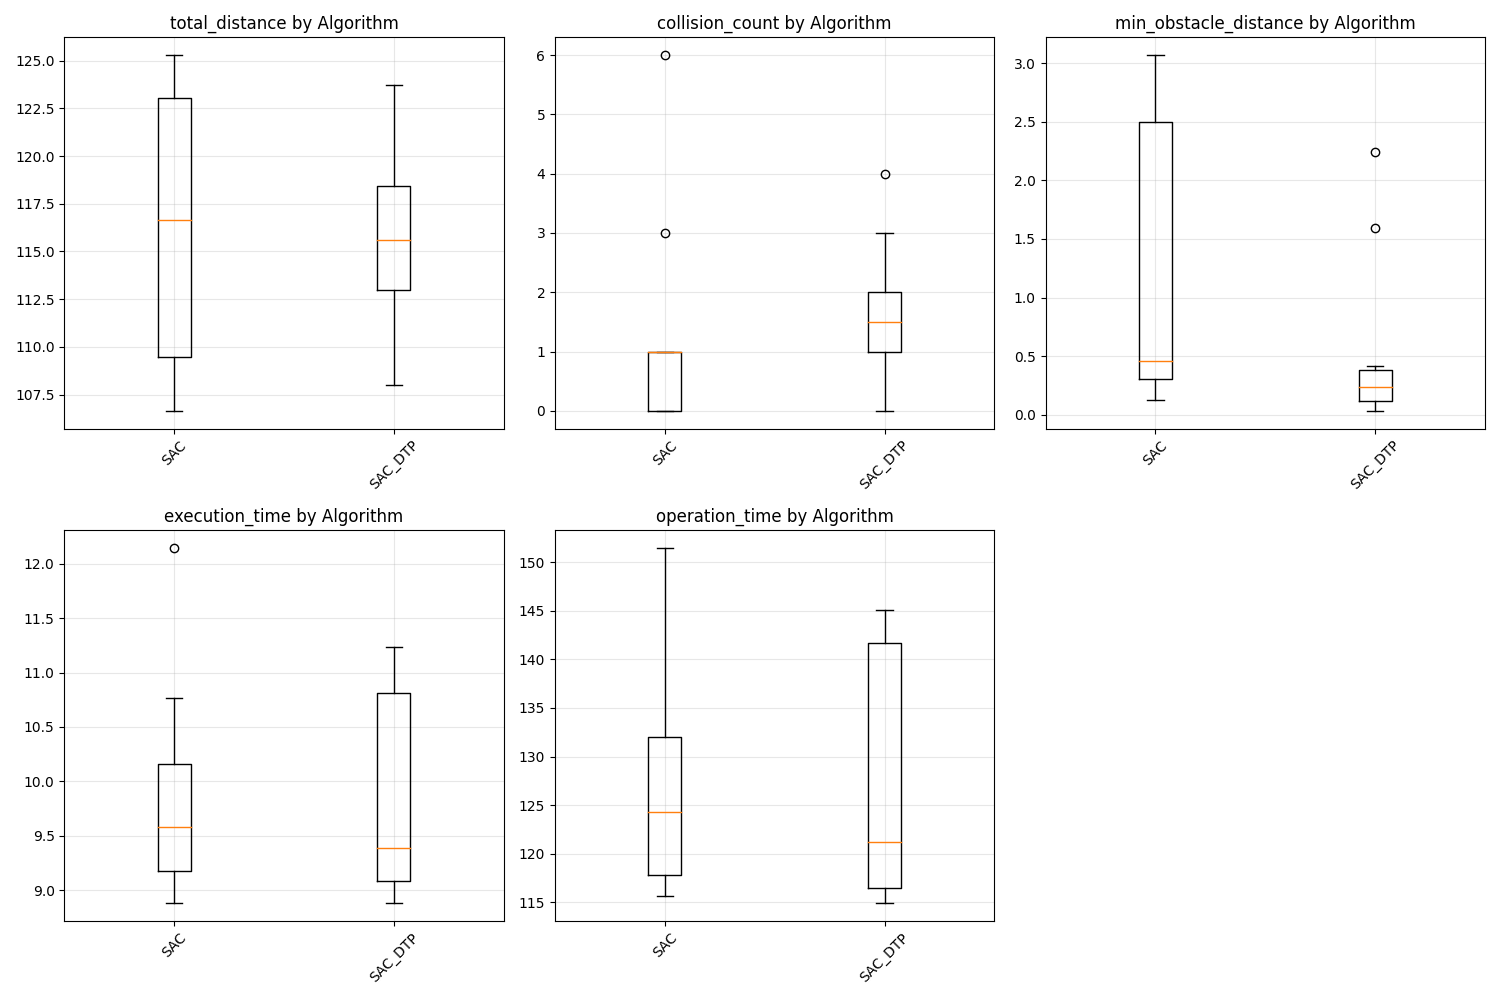 total_distance by Algorithm
125.0
122.5
120.0
117.5
115.0
112.5
110.0
107.5
SAC
SAC_DTP
collision_count by Algorithm
6
5
4
3
2
1
0
SAC
SAC_DTP
min_obstacle_distance by Algorithm
3.0
2.5
2.0
1.5
1.0
0.5
0.0
SAC
SAC_DTP
execution_time by Algorithm
12.0
11.5
11.0
10.5
10.0
9.5
9.0
SAC
SAC_DTP
operation_time by Algorithm
150
145
140
135
130
125
120
115
SAC
SAC_DTP